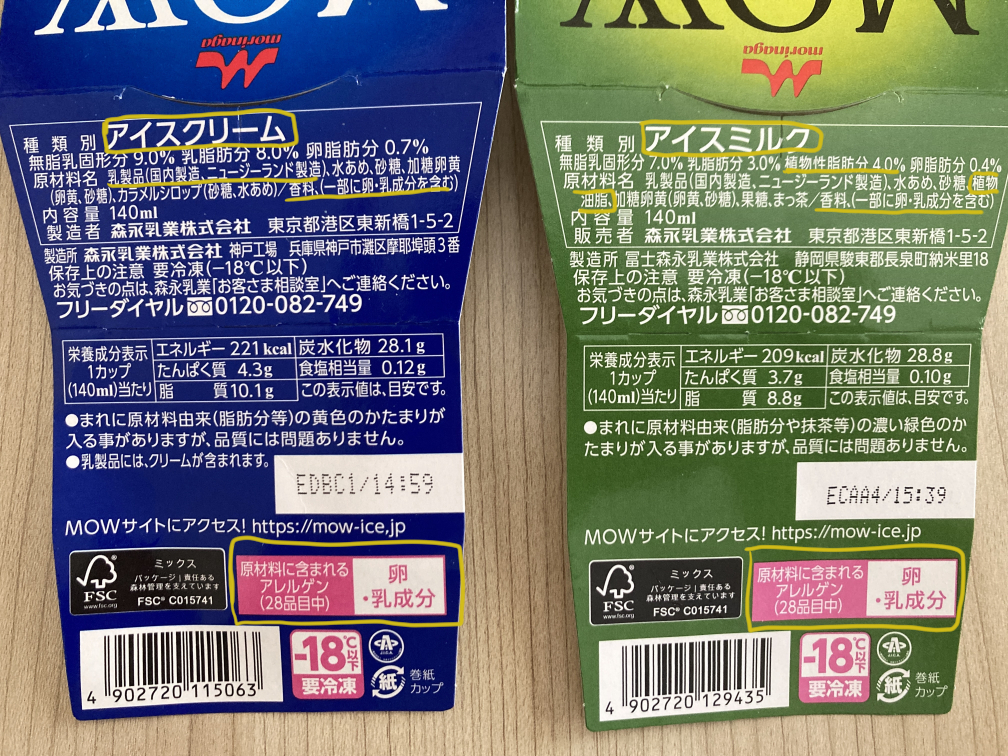 MOW
morinaga
種類別 アイスクリーム
無脂乳固形分 9.0% 乳脂肪分 8.0% 卵脂肪分 0.7%
原材料名 乳製品(国内製造、ニュージーランド製造)、水あめ、砂糖、加糖卵黄
(卵黄、砂糖)、カラメルシロップ(砂糖、水あめ)/香料、(一部に卵・乳成分を含む)
内容量 140ml
製造者 森永乳業株式会社 東京都港区東新橋1-5-2
製造所 森永乳業株式会社 神戸工場 兵庫県神戸市灘区摩耶埠頭3番
保存上の注意 要冷凍(−18℃以下)
お気づきの点は、森永乳業「お客さま相談室」へご連絡ください。
フリーダイヤル 0120-082-749
栄養成分表示
1カップ
(140ml)当たり
エネルギー 221kcal 炭水化物 28.1g
たんぱく質 4.3g 食塩相当量 0.12g
脂質 10.1g この表示値は、目安です。
●まれに原材料由来(脂肪分等)の黄色のかたまりが
入る事がありますが、品質には問題ありません。
●乳製品には、クリームが含まれます。
EDBC1/14:59
MOWサイトにアクセス! https://mow-ice.jp
FSC
www.fsc.org
ミックス
パッケージ|責任ある
森林管理を支えています
FSC® C015741
原材料に含まれる
アレルゲン
(28品目中)
卵
・乳成分
4 902720 115063
-18℃以下
要冷凍
紙
巻紙
カップ
MOW
morinaga
種類別 アイスミルク
無脂乳固形分 7.0% 乳脂肪分 3.0% 植物性脂肪分 4.0% 卵脂肪分 0.4%
原材料名 乳製品(国内製造、ニュージーランド製造)、水あめ、砂糖、植物
油脂、加糖卵黄(卵黄、砂糖)、果糖、まっ茶/香料、(一部に卵・乳成分を含む)
内容量 140ml
販売者 森永乳業株式会社 東京都港区東新橋1-5-2
製造所 冨士森永乳業株式会社 静岡県駿東郡長泉町納米里18
保存上の注意 要冷凍(−18℃以下)
お気づきの点は、森永乳業「お客さま相談室」へご連絡ください。
フリーダイヤル 0120-082-749
栄養成分表示
1カップ
(140ml)当たり
エネルギー 209kcal 炭水化物 28.8g
たんぱく質 3.7g 食塩相当量 0.10g
脂質 8.8g この表示値は、目安です。
●まれに原材料由来(脂肪分や抹茶等)の濃い緑色のか
たまりが入る事がありますが、品質には問題ありません。
ECAA4/15:39
MOWサイトにアクセス! https://mow-ice.jp
FSC
www.fsc.org
ミックス
パッケージ|責任ある
森林管理を支えています
FSC® C015741
原材料に含まれる
アレルゲン
(28品目中)
卵
・乳成分
4 902720 129435
-18℃以下
要冷凍
紙
巻紙
カップ